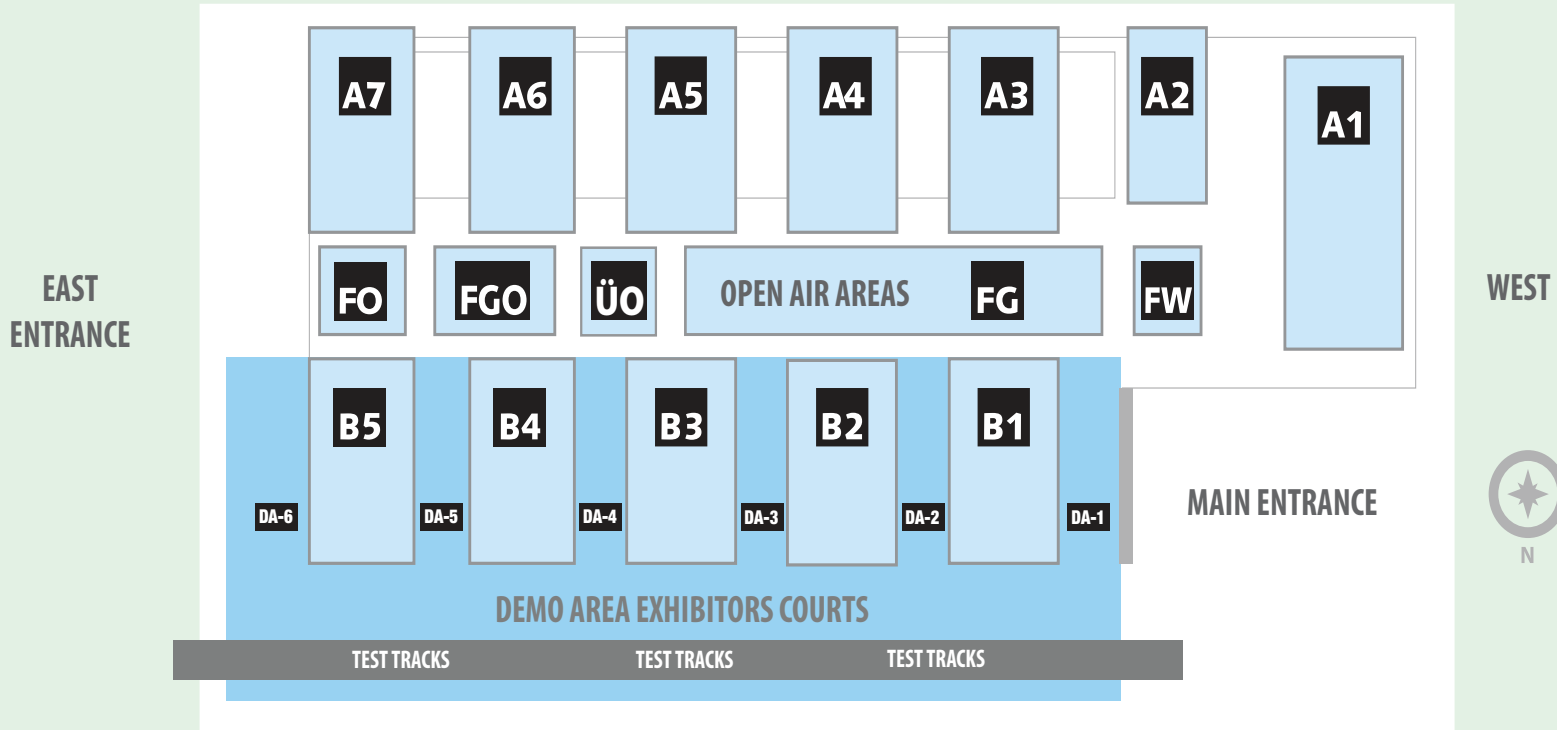 A7
A6
A5
A4
A3
A2
A1
EAST
ENTRANCE
FO
FGO
ÜO
OPEN AIR AREAS
FG
FW
WEST
B5
B4
B3
B2
B1
DA-6
DA-5
DA-4
DA-3
DA-2
DA-1
MAIN ENTRANCE
N
DEMO AREA EXHIBITORS COURTS
TEST TRACKS
TEST TRACKS
TEST TRACKS